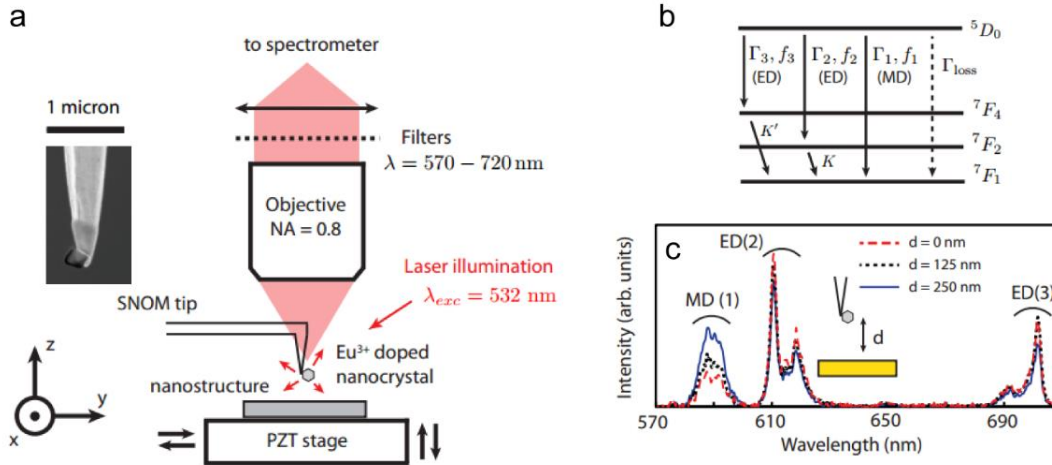 a
to spectrometer
1 micron
Filters
λ = 570 − 720 nm
Objective
NA = 0.8
Laser illumination
λexc = 532 nm
SNOM tip
Eu³⁺ doped
nanocrystal
nanostructure
z
y
x
PZT stage
b
⁵D₀
Γ₃, f₃
(ED)
Γ₂, f₂
(ED)
Γ₁, f₁
(MD)
Γloss
⁷F₄
K′
⁷F₂
K
⁷F₁
c
ED(2)
d = 0 nm
d = 125 nm
d = 250 nm
MD (1)
ED(3)
d
Intensity (arb. units)
570
610
650
690
Wavelength (nm)